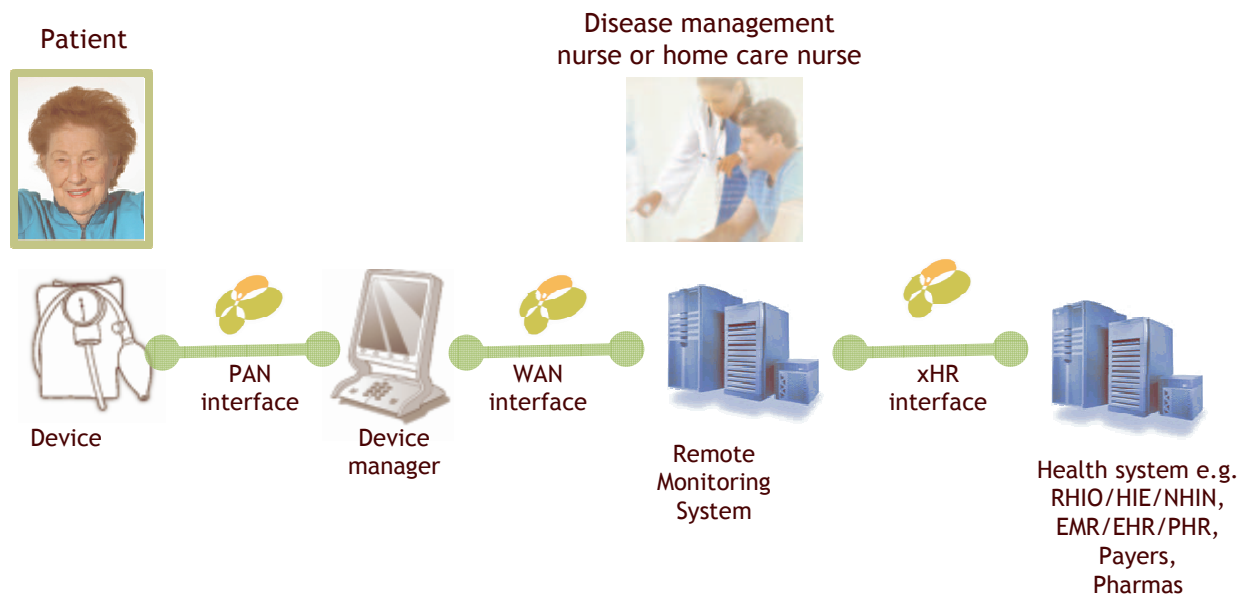 Patient
Disease management
nurse or home care nurse
PAN
interface
WAN
interface
xHR
interface
Device
Device
manager
Remote
Monitoring
System
Health system e.g.
RHIO/HIE/NHIN,
EMR/EHR/PHR,
Payers,
Pharmas